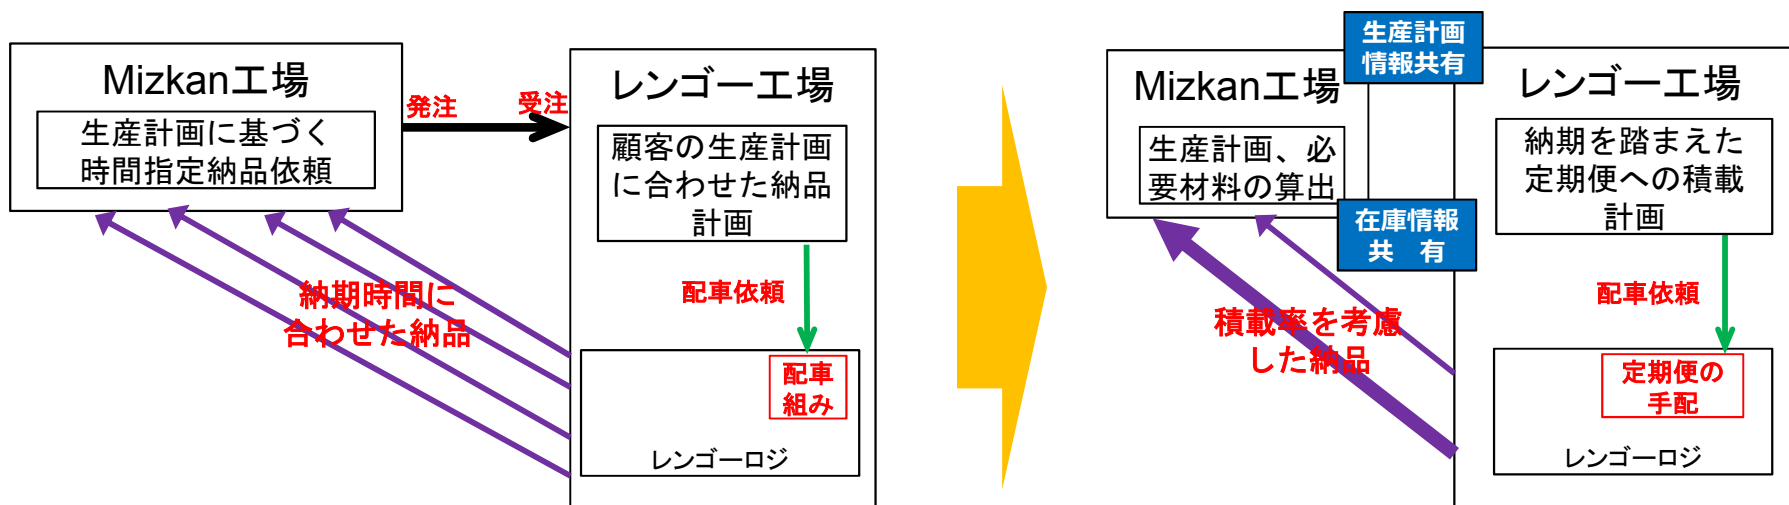 Mizkan工場
生産計画に基づく
時間指定納品依頼
発注
受注
レンゴー工場
顧客の生産計画
に合わせた納品
計画
配車依頼
納期時間に
合わせた納品
配車
組み
レンゴーロジ
生産計画
情報共有
Mizkan工場
生産計画、必
要材料の算出
在庫情報
共　有
レンゴー工場
納期を踏まえた
定期便への積載
計画
配車依頼
積載率を考慮
した納品
定期便の
手配
レンゴーロジ